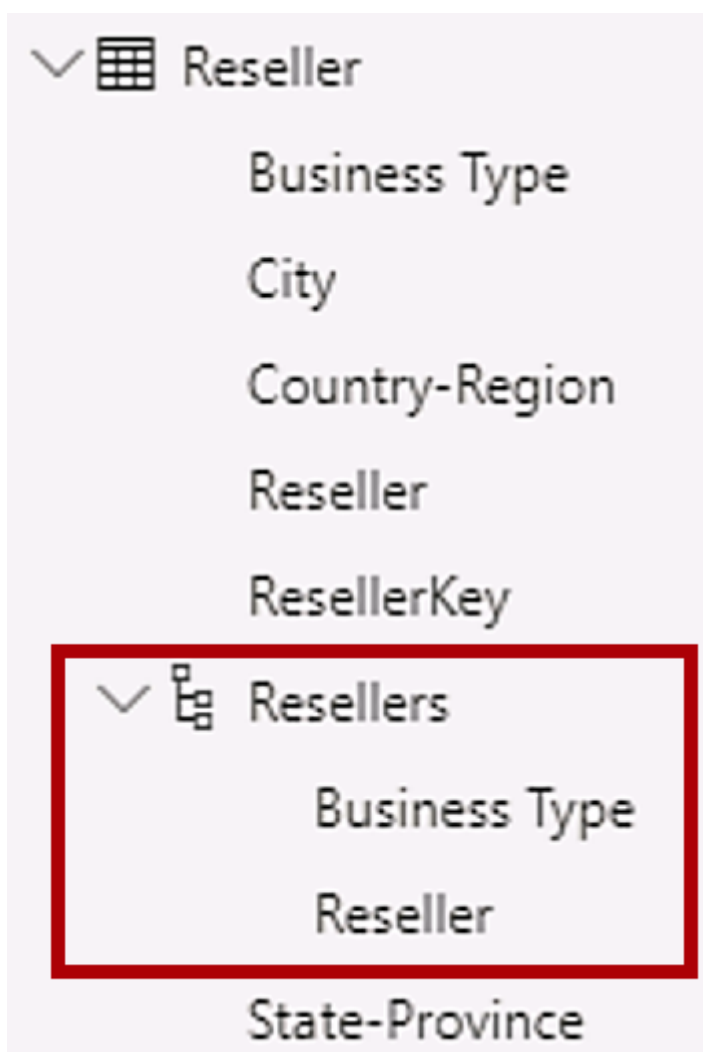 Reseller
Business Type
City
Country-Region
Reseller
ResellerKey
Resellers
Business Type
Reseller
State-Province